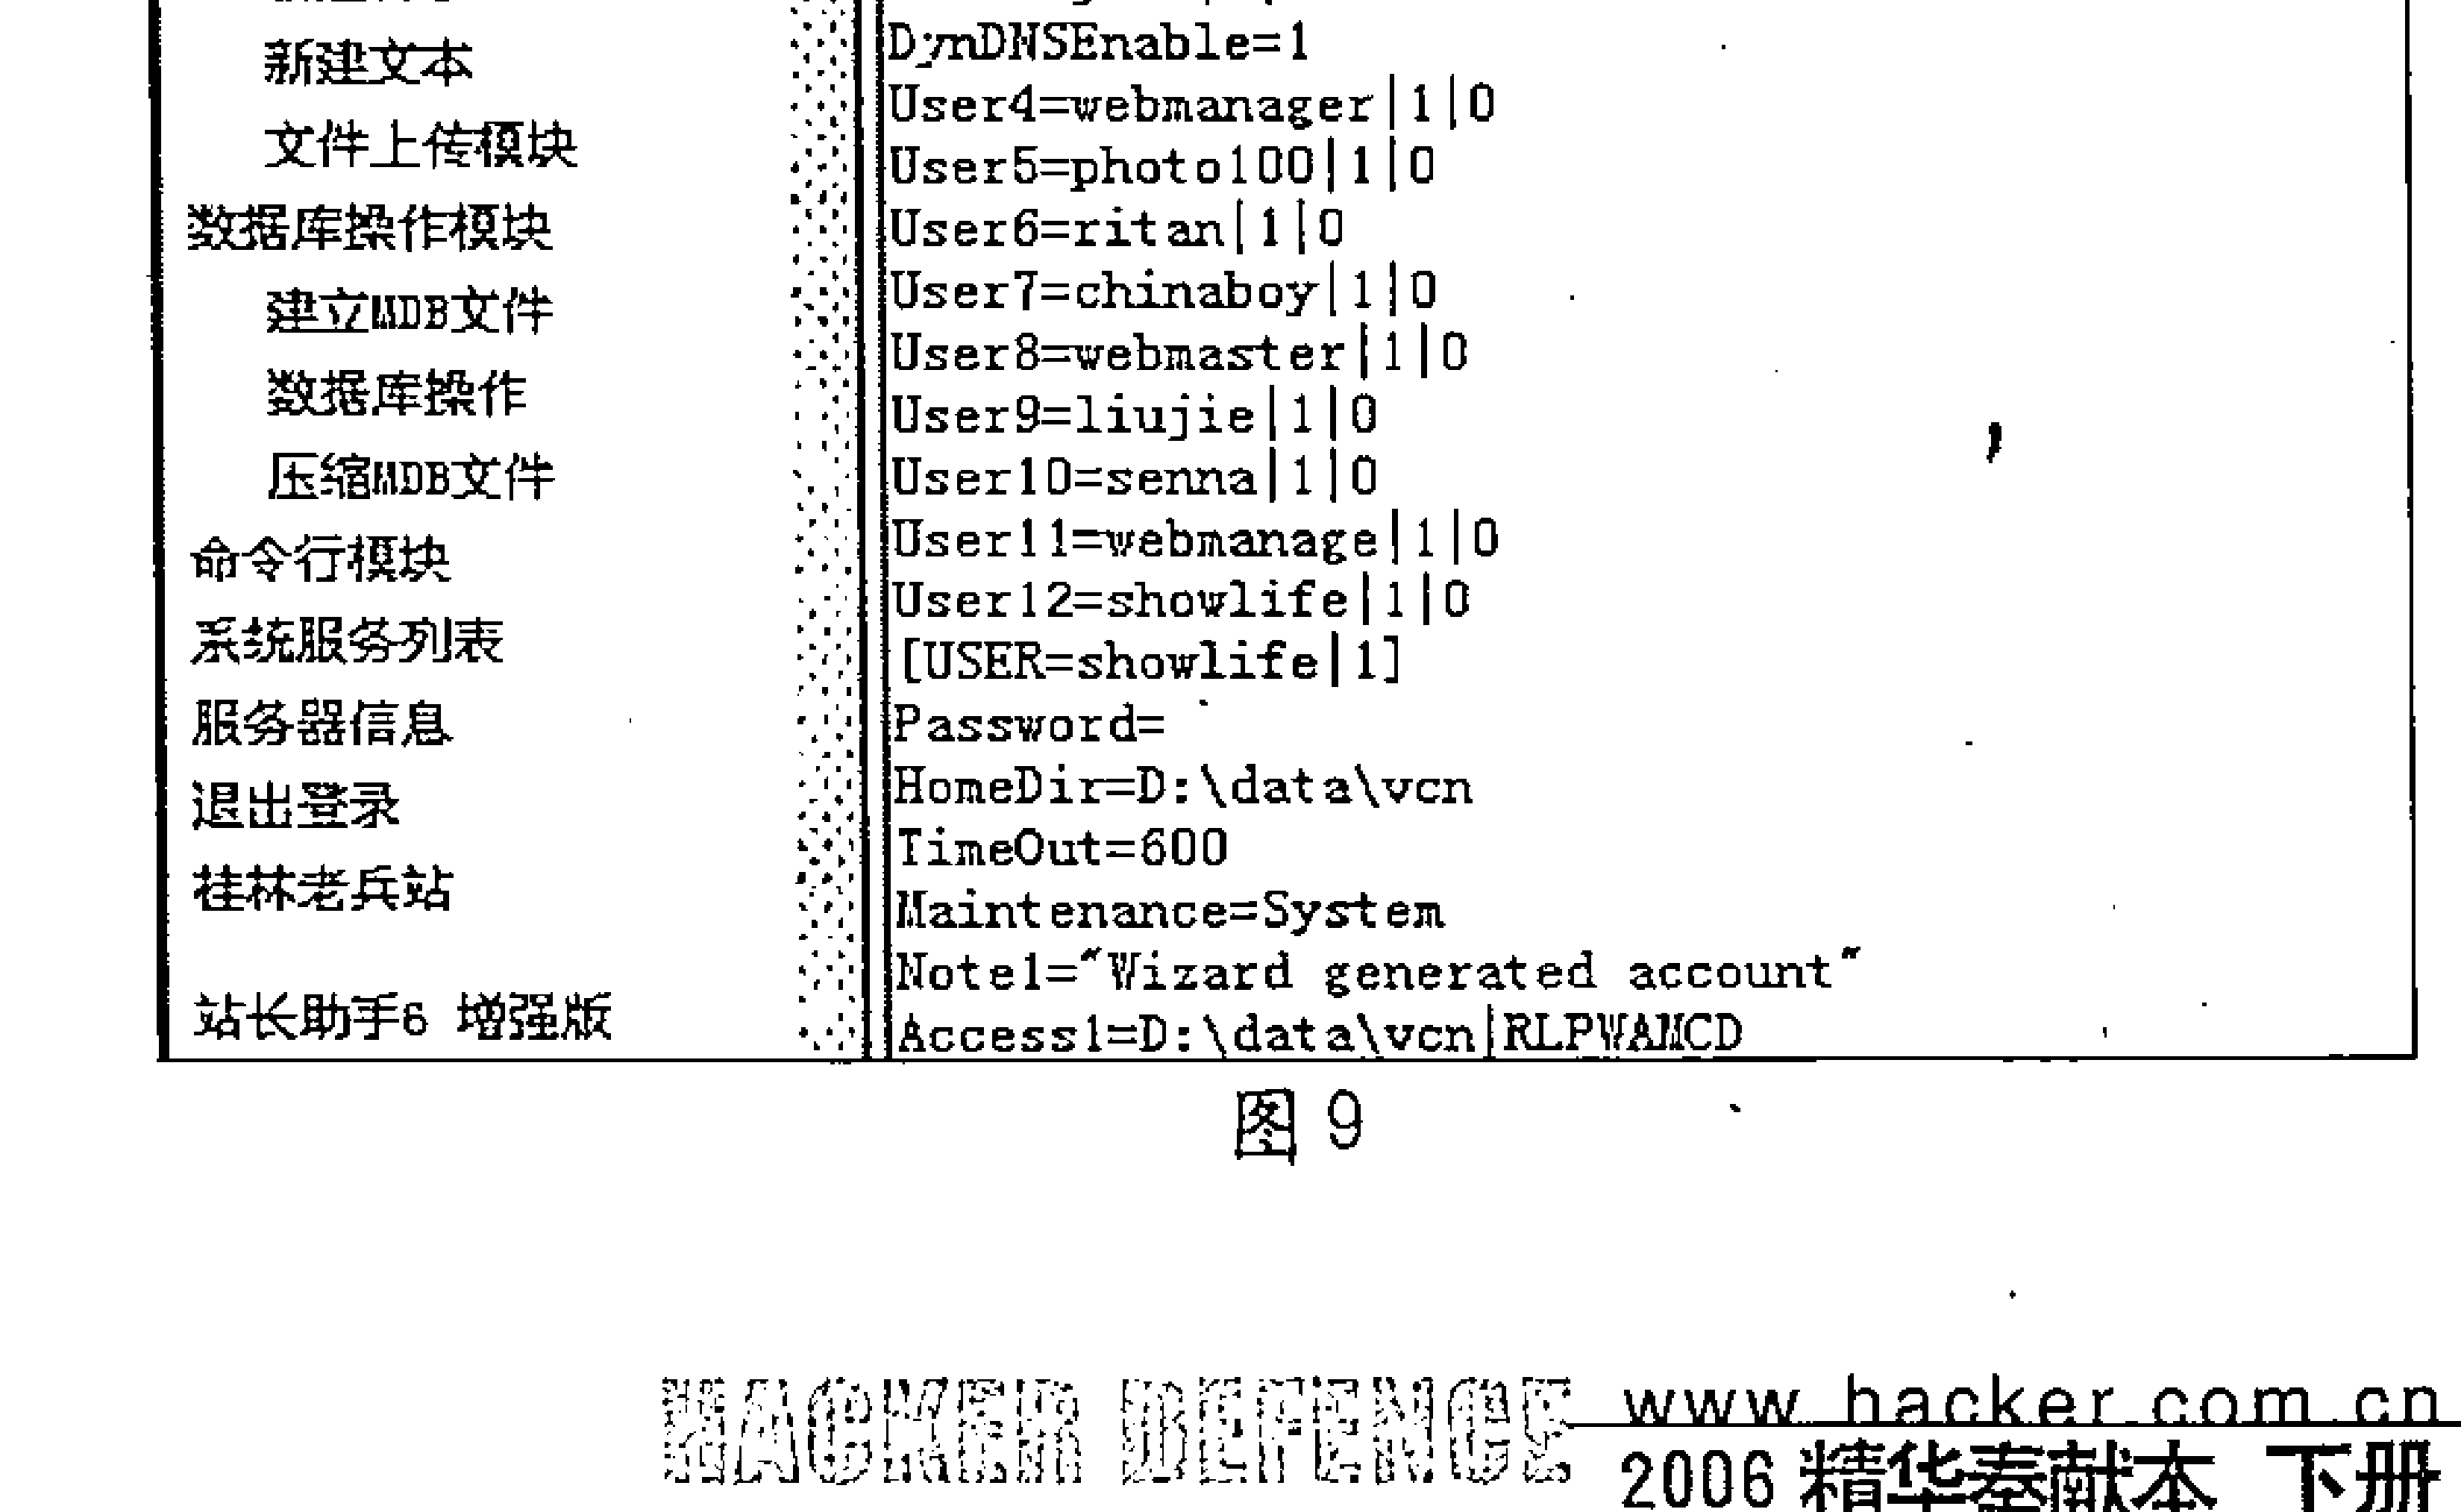 新建文本
文件上传模块
数据库操作模块
建立MDB文件
数据库操作
压缩MDB文件
命令行模块
系统服务列表
服务器信息
退出登录
桂林老兵站
站长助手6 增强版
DynDNSEnable=1
User4=webmanager|1|0
User5=photo100|1|0
User6=ritan|1|0
User7=chinaboy|1|0
User8=webmaster|1|0
User9=liujie|1|0
User10=senna|1|0
User11=webmanage|1|0
User12=showlife|1|0
[USER=showlife|1]
Password=
HomeDir=D:\data\vcn
TimeOut=600
Maintenance=System
Note1="Wizard generated account"
Access1=D:\data\vcn|RLPWAMCD
图 9
HACKER DEFENCE www.hacker.com.cn
2006 精华奉献本 下册